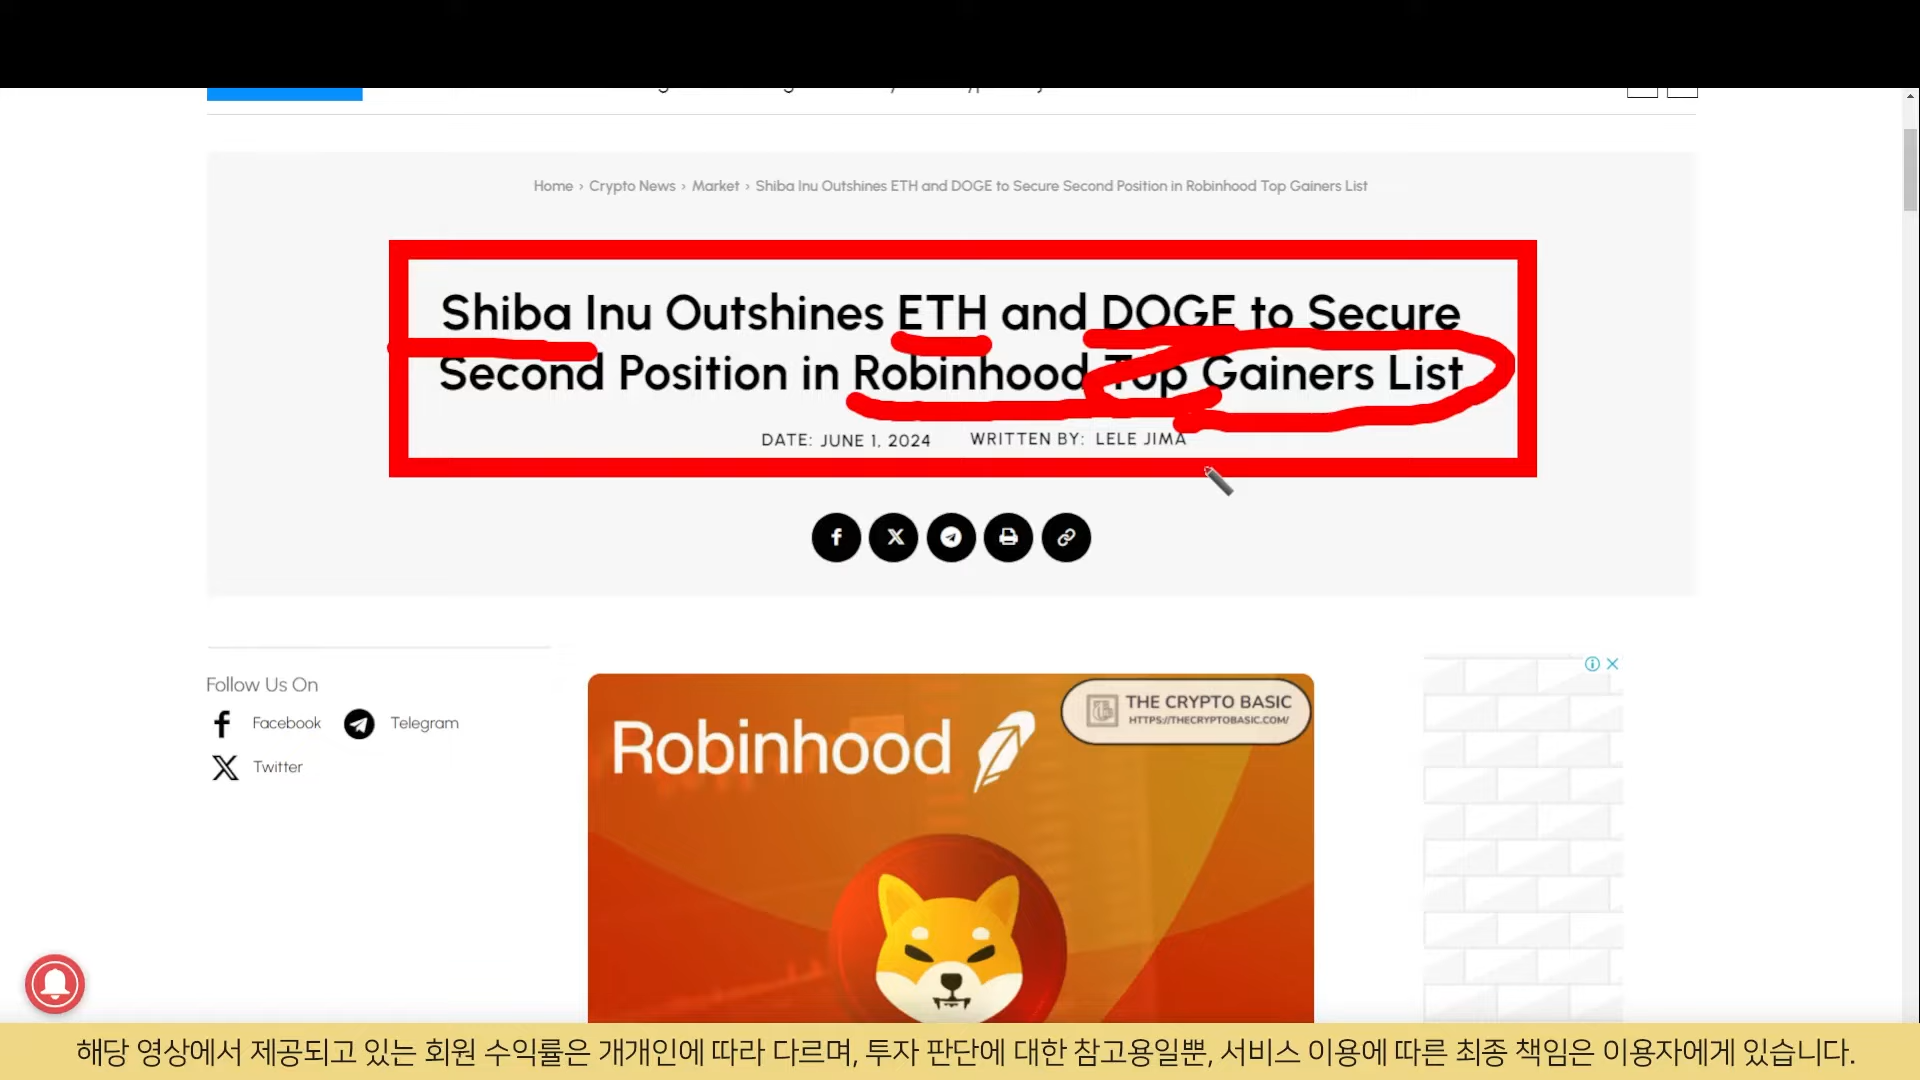 Home › Crypto News › Market › Shiba Inu Outshines ETH and DOGE to Secure Second Position in Robinhood Top Gainers List
Shiba Inu Outshines ETH and DOGE to Secure
Second Position in Robinhood Top Gainers List
DATE: JUNE 1, 2024 WRITTEN BY: LELE JIMA
Follow Us On
Facebook Telegram
Twitter
Robinhood
THE CRYPTO BASIC
HTTPS://THECRYPTOBASIC.COM/
해당 영상에서 제공되고 있는 회원 수익률은 개개인에 따라 다르며, 투자 판단에 대한 참고용일뿐, 서비스 이용에 따른 최종 책임은 이용자에게 있습니다.